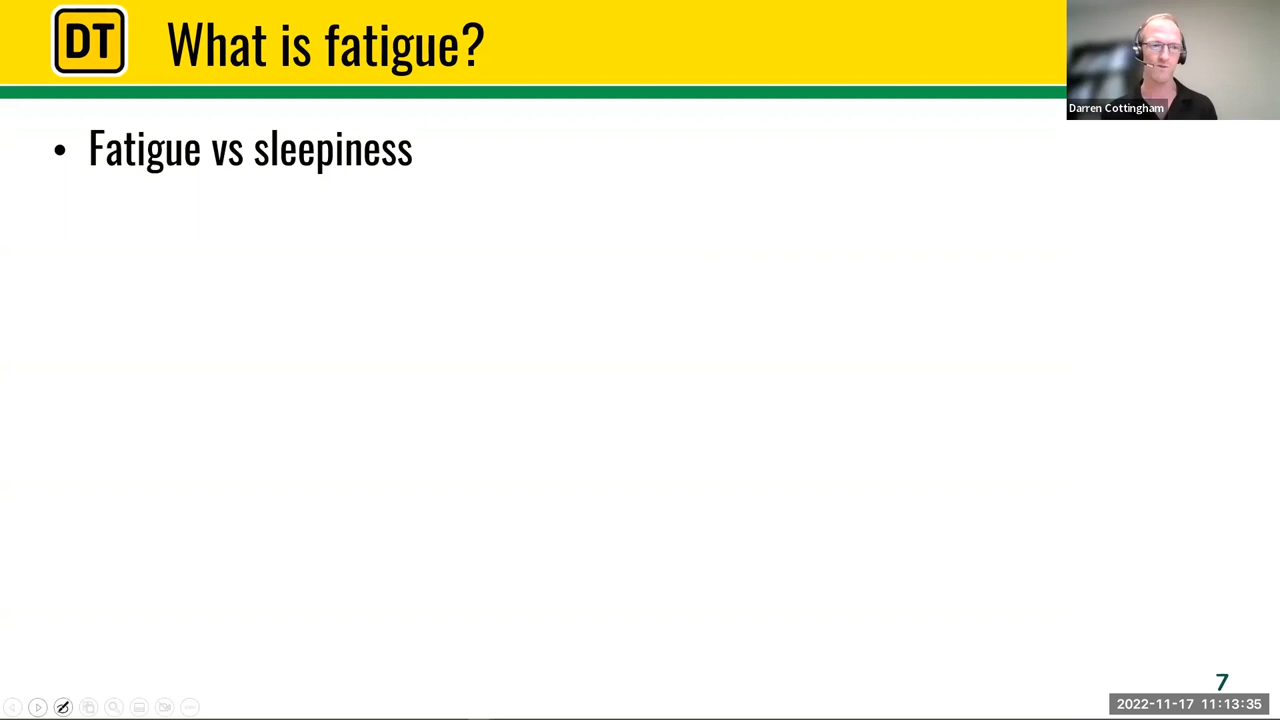 DT
What is fatigue?
Darren Cottingham
• Fatigue vs sleepiness
7
2022-11-17 11:13:35